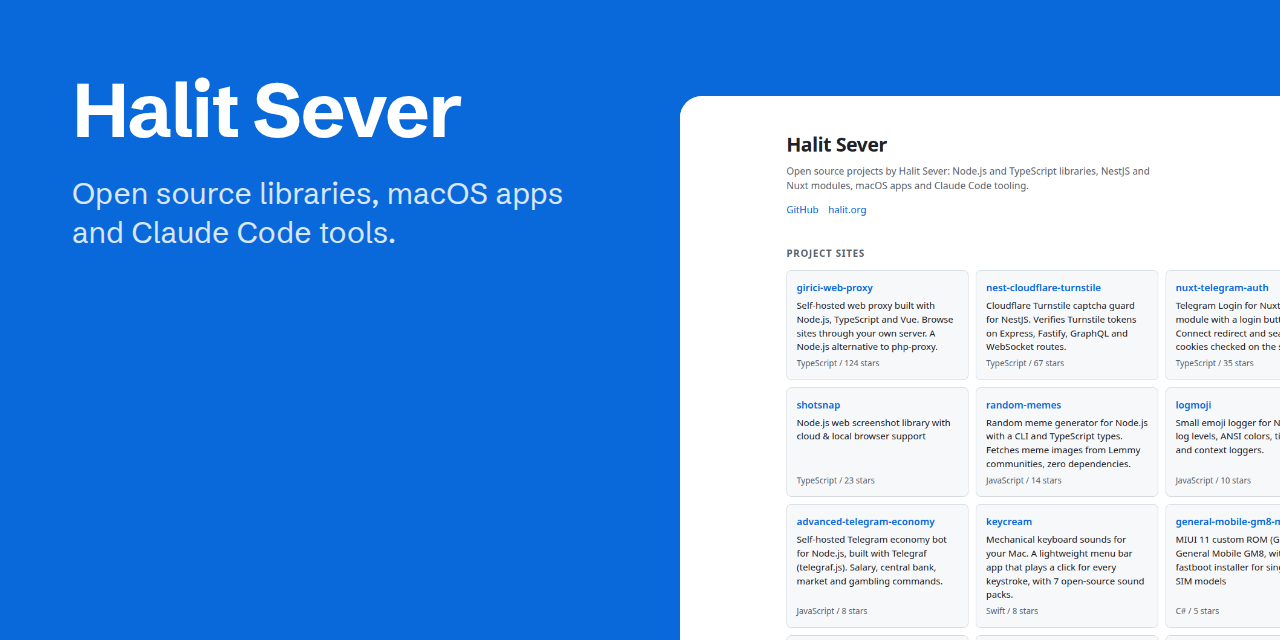 Halit Sever
Open source libraries, macOS apps
and Claude Code tools.
Halit Sever
Open source projects by Halit Sever: Node.js and TypeScript libraries, NestJS and
Nuxt modules, macOS apps and Claude Code tooling.
GitHub halit.org
PROJECT SITES
girici-web-proxy
Self-hosted web proxy built with
Node.js, TypeScript and Vue. Browse
sites through your own server. A
Node.js alternative to php-proxy.
TypeScript / 124 stars
nest-cloudflare-turnstile
Cloudflare Turnstile captcha guard
for NestJS. Verifies Turnstile tokens
on Express, Fastify, GraphQL and
WebSocket routes.
TypeScript / 67 stars
nuxt-telegram-auth
Telegram Login for Nuxt
module with a login
Connect redirect and
cookies checked on the
TypeScript / 35 stars
shotsnap
Node.js web screenshot library with
cloud & local browser support
TypeScript / 23 stars
random-memes
Random meme generator for Node.js
with a CLI and TypeScript types.
Fetches meme images from Lemmy
communities, zero dependencies.
JavaScript / 14 stars
logmoji
Small emoji logger for
log levels, ANSI colors,
and context loggers.
JavaScript / 10 stars
advanced-telegram-economy
Self-hosted Telegram economy bot
for Node.js, built with Telegraf
(telegraf.js). Salary, central bank,
market and gambling commands.
JavaScript / 8 stars
keycream
Mechanical keyboard sounds for
your Mac. A lightweight menu bar
app that plays a click for every
keystroke, with 7 open-source sound
packs.
Swift / 8 stars
general-mobile-gm8-m
MIUI 11 custom ROM (G
General Mobile GM8,
fastboot installer for
SIM models
C# / 5 stars